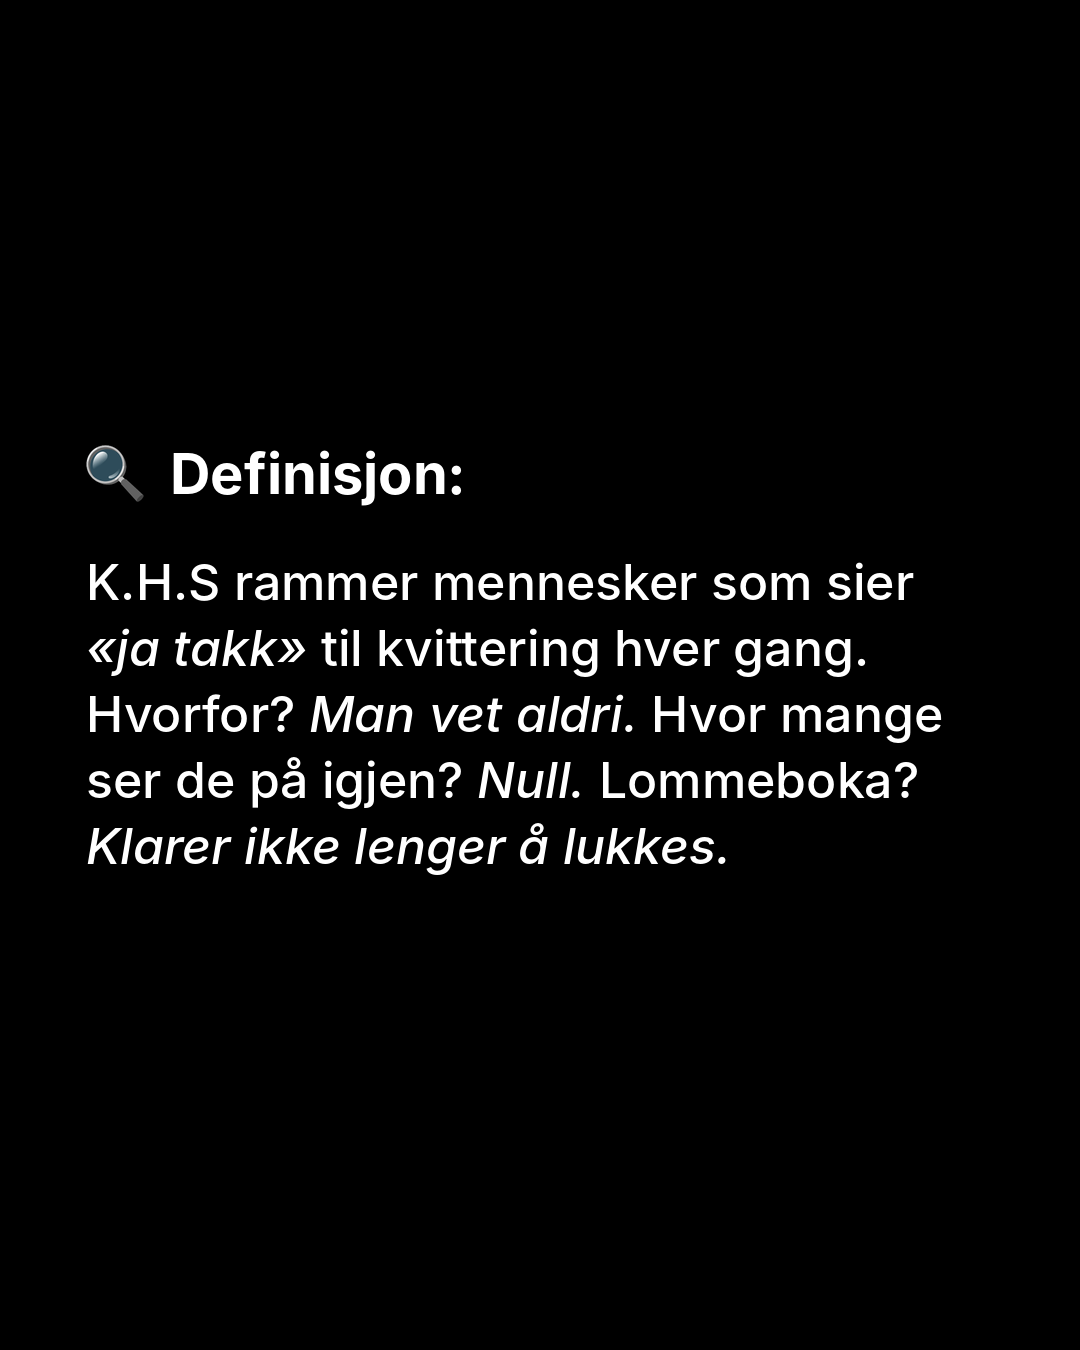 🔍 Definisjon:
K.H.S rammer mennesker som sier
«ja takk» til kvittering hver gang.
Hvorfor? Man vet aldri. Hvor mange
ser de på igjen? Null. Lommeboka?
Klarer ikke lenger å lukkes.